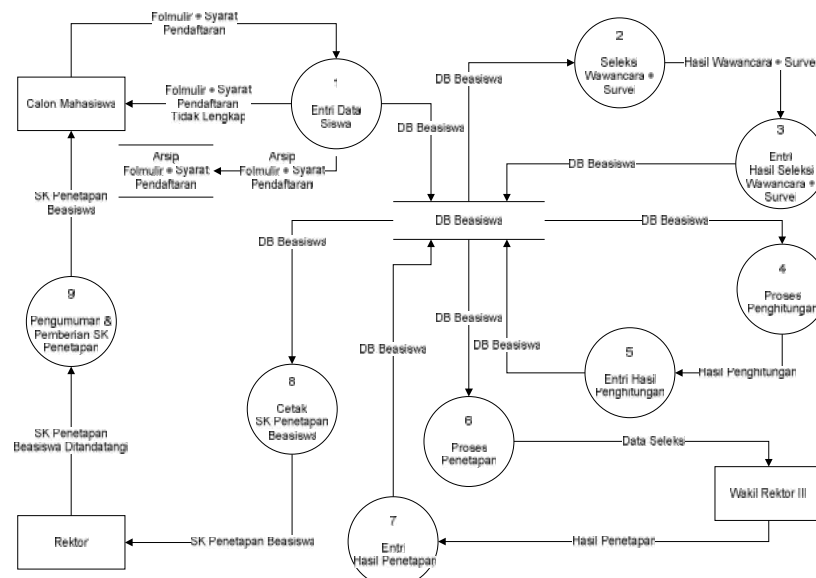 Folmulir + Syarat
Pendaftaran
Calon Mahasiswa
Folmulir + Syarat
Pendaftaran
Tidak Lengkap
1
Entri Data
Siswa
DB Beasiswa
DB Beasiswa
2
Seleksi
Wawancara +
Survei
Hasil Wawancara + Survei
3
Entri
Hasil Seleksi
Wawancara +
Survei
DB Beasiswa
Arsip
Folmulir + Syarat
Pendaftaran
Arsip
Folmulir + Syarat
Pendaftaran
SK Penetapan
Beasiswa
DB Beasiswa
DB Beasiswa
DB Beasiswa
4
Proses
Penghitungan
9
Pengumuman &
Pemberian SK
Penetapan
DB Beasiswa
DB Beasiswa
DB Beasiswa
5
Entri Hasil
Penghitungan
Hasil Penghitungan
8
Cetak
SK Penetapan
Beasiswa
6
Proses
Penetapan
Data Seleks
SK Penetapan
Beasiswa Ditandatangi
Wakil Rektor III
Rektor
SK Penetapan Beasiswa
7
Entri
Hasil Penetapan
Hasil Penetapan